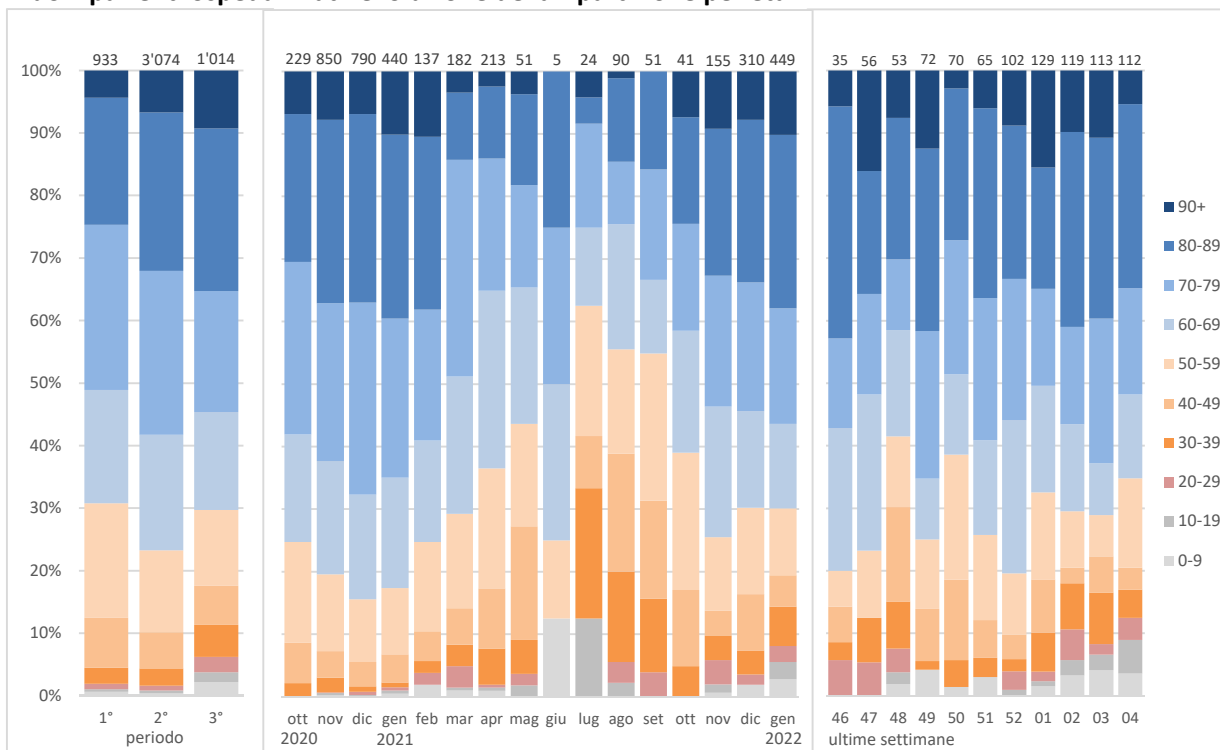 933 3'074 1'014
229 850 790 440 137 182 213 51 5 24 90 51 41 155 310 449
35 56 53 72 70 65 102 129 119 113 112
100%
90%
80%
70%
60%
50%
40%
30%
20%
10%
0%
1° 2° 3°
periodo
ott nov dic gen feb mar apr mag giu lug ago set ott nov dic gen
2020 2021 2022
46 47 48 49 50 51 52 01 02 03 04
ultime settimane
90+
80-89
70-79
60-69
50-59
40-49
30-39
20-29
10-19
0-9